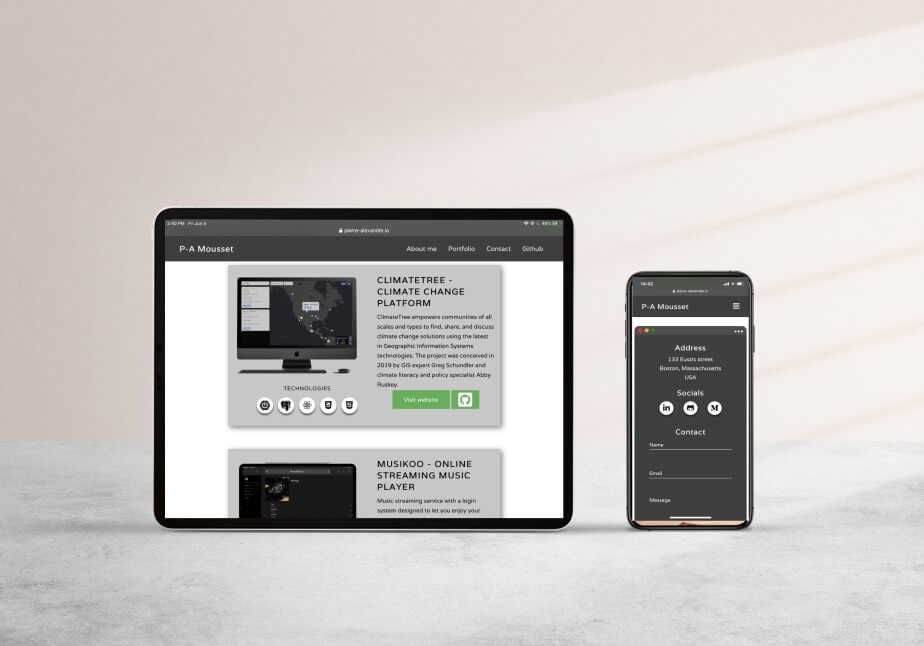 2:40 PM Fri Jun 5
pierre-alexandre.io
P-A Mousset
About me Portfolio Contact Github
CLIMATETREE -
CLIMATE CHANGE
PLATFORM
ClimateTree empowers communities of all
scales and types to find, share, and discuss
climate change solutions using the latest
in Geographic Information Systems
technologies. The project was conceived in
2019 by GIS expert Greg Schundler and
climate literacy and policy specialist Abby
Ruskey.
TECHNOLOGIES
Visit website
MUSIKOO - ONLINE
STREAMING MUSIC
PLAYER
Music streaming service with a login
system designed to let you enjoy your
14:42
pierre-alexandre.io
P-A Mousset
Address
133 Eustis street
Boston, Massachusetts
USA
Socials
in
M
Contact
Name
Email
Message